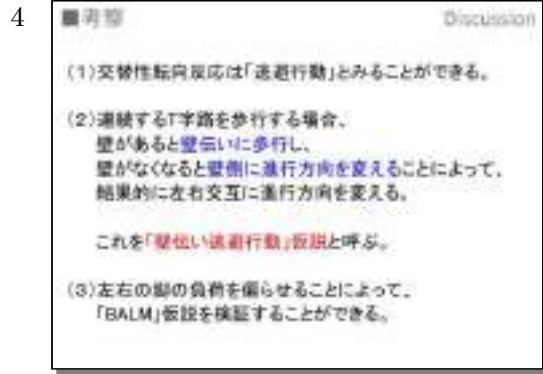 4
■考察
Discussion
(1)交替性転向反応は「逃避行動」とみることができる。
(2)連続するT字路を歩行する場合、
壁があると壁伝いに歩行し、
壁がなくなると壁側に進行方向を変えることによって、
結果的に左右交互に進行方向を変える。
これを「壁伝い逃避行動」仮説と呼ぶ。
(3)左右の脚の負荷を偏らせることによって、
「BALM」仮説を検証することができる。